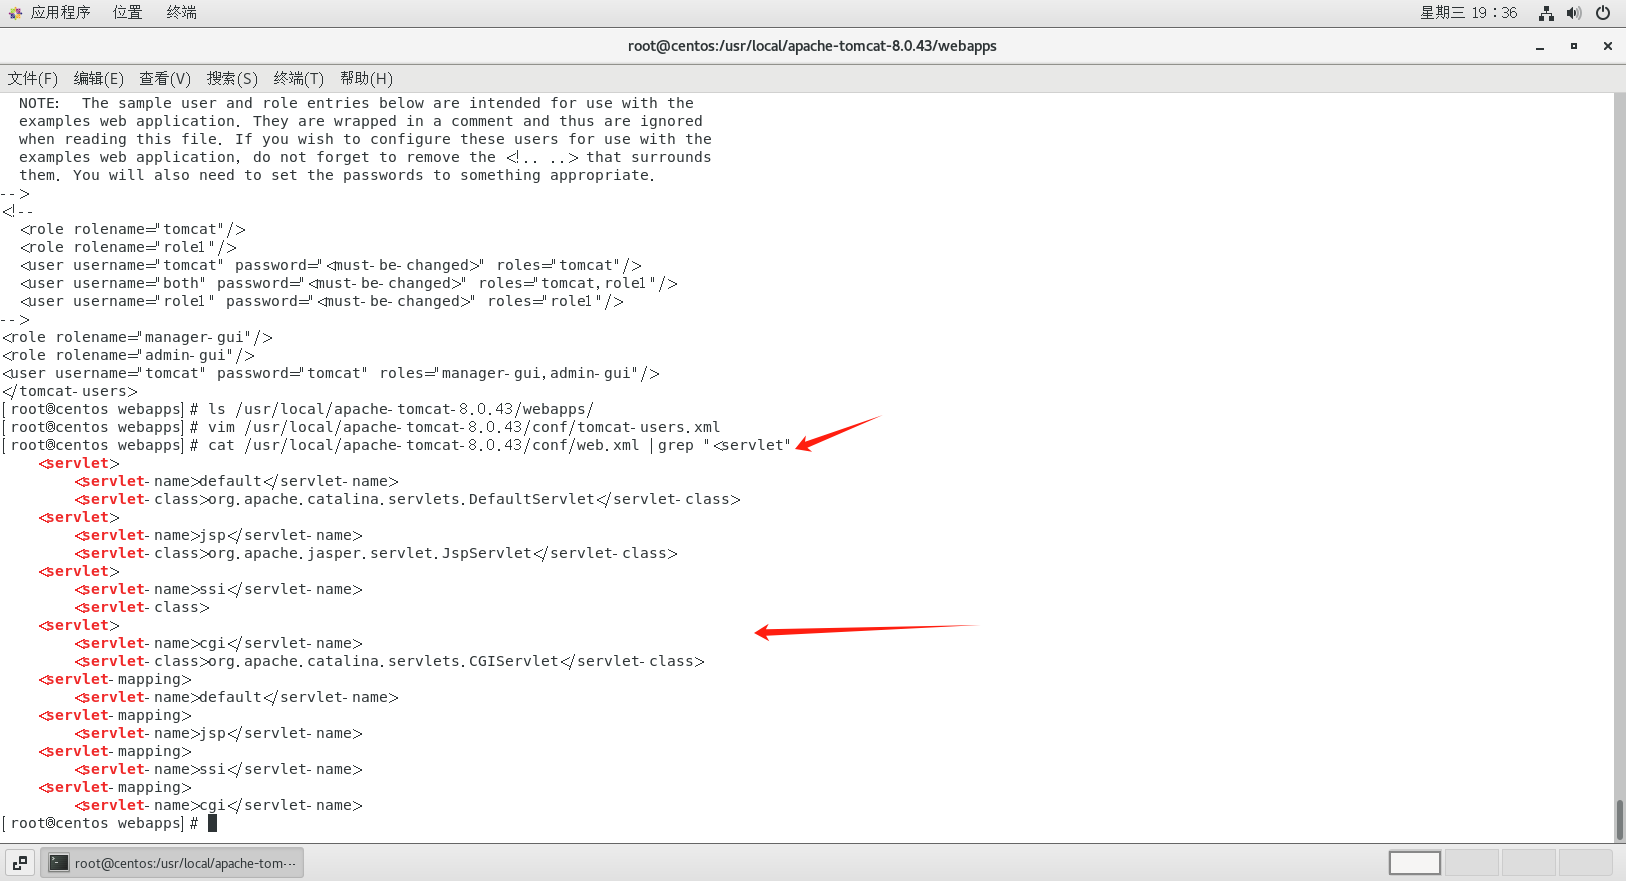 应用程序 位置 终端 星期三 19：36
root@centos:/usr/local/apache-tomcat-8.0.43/webapps
文件(F) 编辑(E) 查看(V) 搜索(S) 终端(T) 帮助(H)
NOTE:  The sample user and role entries below are intended for use with the
examples web application. They are wrapped in a comment and thus are ignored
when reading this file. If you wish to configure these users for use with the
examples web application, do not forget to remove the <!.. ..> that surrounds
them. You will also need to set the passwords to something appropriate.
-->
<!--
<role rolename="tomcat"/>
<role rolename="role1"/>
<user username="tomcat" password="<must-be-changed>" roles="tomcat"/>
<user username="both" password="<must-be-changed>" roles="tomcat,role1"/>
<user username="role1" password="<must-be-changed>" roles="role1"/>
-->
<role rolename="manager-gui"/>
<role rolename="admin-gui"/>
<user username="tomcat" password="tomcat" roles="manager-gui,admin-gui"/>
</tomcat-users>
[root@centos webapps]# ls /usr/local/apache-tomcat-8.0.43/webapps/
[root@centos webapps]# vim /usr/local/apache-tomcat-8.0.43/conf/tomcat-users.xml
[root@centos webapps]# cat /usr/local/apache-tomcat-8.0.43/conf/web.xml |grep "<servlet"
<servlet>
<servlet-name>default</servlet-name>
<servlet-class>org.apache.catalina.servlets.DefaultServlet</servlet-class>
<servlet>
<servlet-name>jsp</servlet-name>
<servlet-class>org.apache.jasper.servlet.JspServlet</servlet-class>
<servlet>
<servlet-name>ssi</servlet-name>
<servlet-class>
<servlet>
<servlet-name>cgi</servlet-name>
<servlet-class>org.apache.catalina.servlets.CGIServlet</servlet-class>
<servlet-mapping>
<servlet-name>default</servlet-name>
<servlet-mapping>
<servlet-name>jsp</servlet-name>
<servlet-mapping>
<servlet-name>ssi</servlet-name>
<servlet-mapping>
<servlet-name>cgi</servlet-name>
[root@centos webapps]#
root@centos:/usr/local/apache-tom···